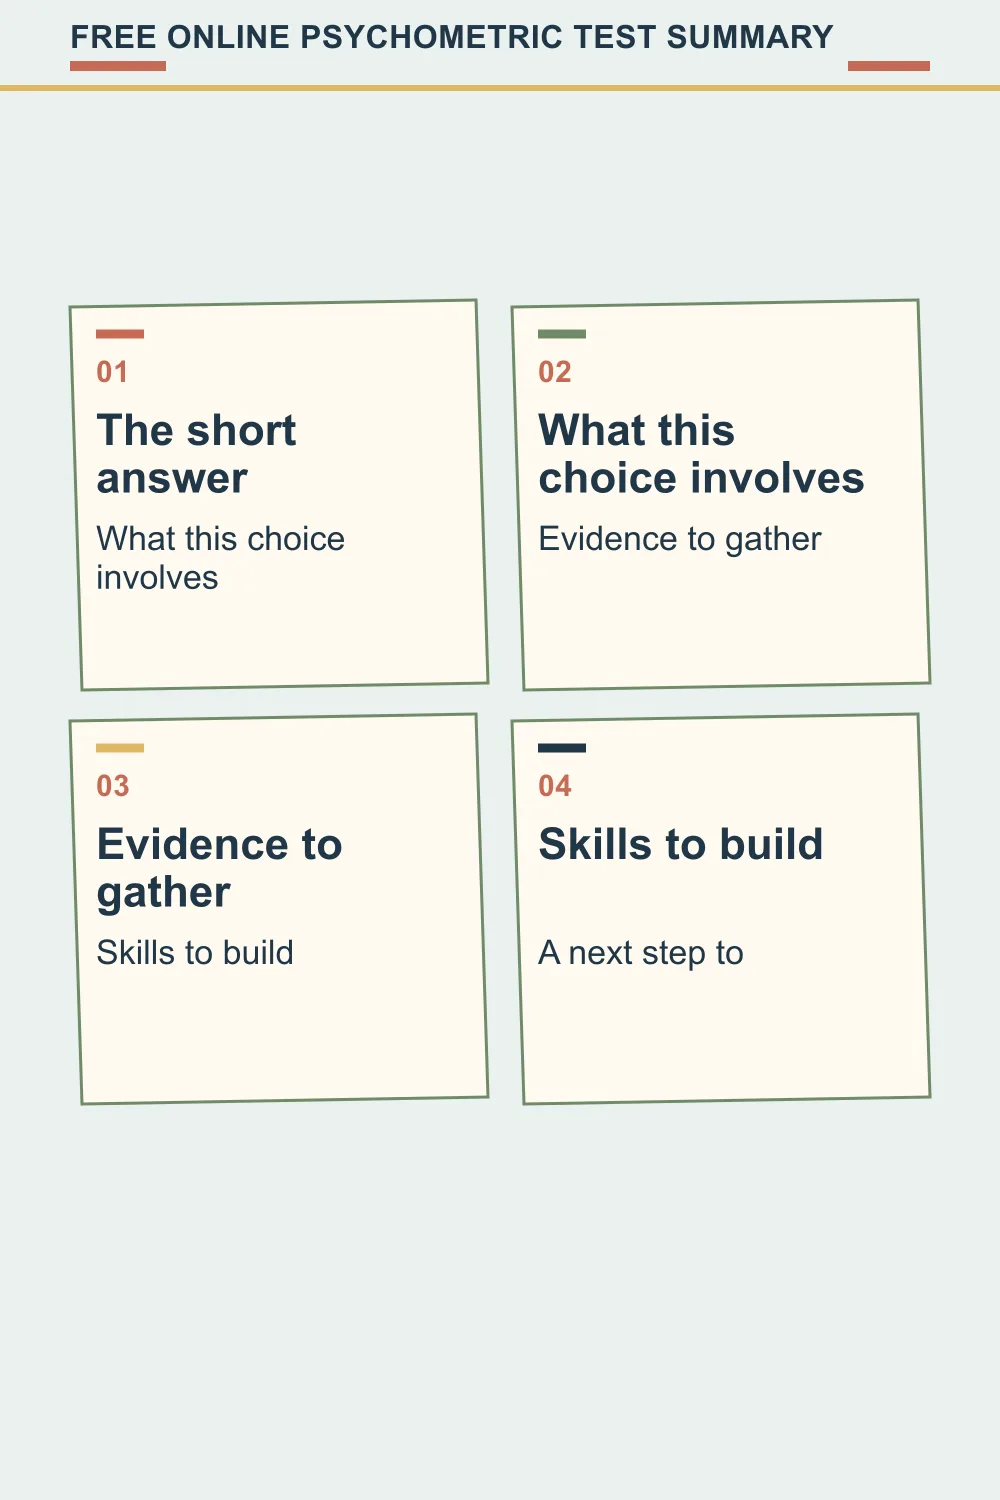 FREE ONLINE PSYCHOMETRIC TEST SUMMARY
01
The short
answer
What this choice
involves
02
What this
choice involves
Evidence to gather
03
Evidence to
gather
Skills to build
04
Skills to build
A next step to